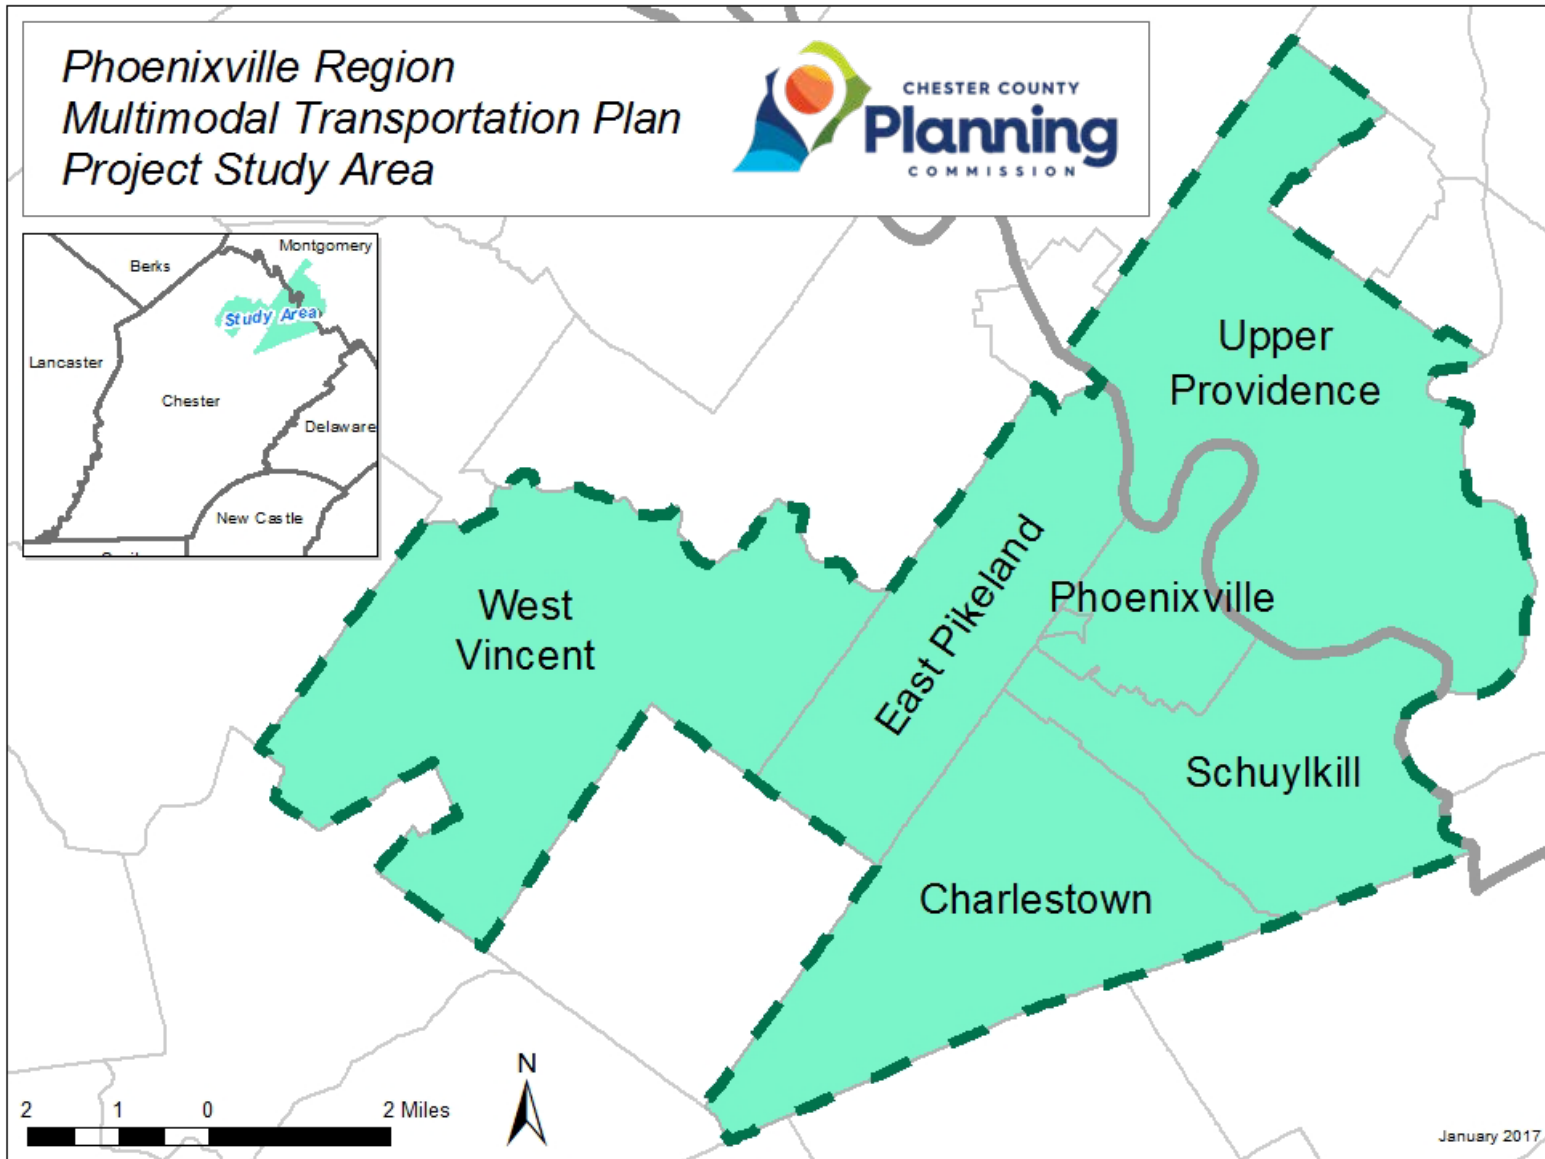 Phoenixville Region
Multimodal Transportation Plan
Project Study Area
CHESTER COUNTY
Planning
COMMISSION
Montgomery
Berks
Study Area
Lancaster
Chester
Delaware
New Castle
Upper
Providence
West
Vincent
East Pikeland
Phoenixville
Schuylkill
Charlestown
N
2 1 0 2 Miles
January 2017